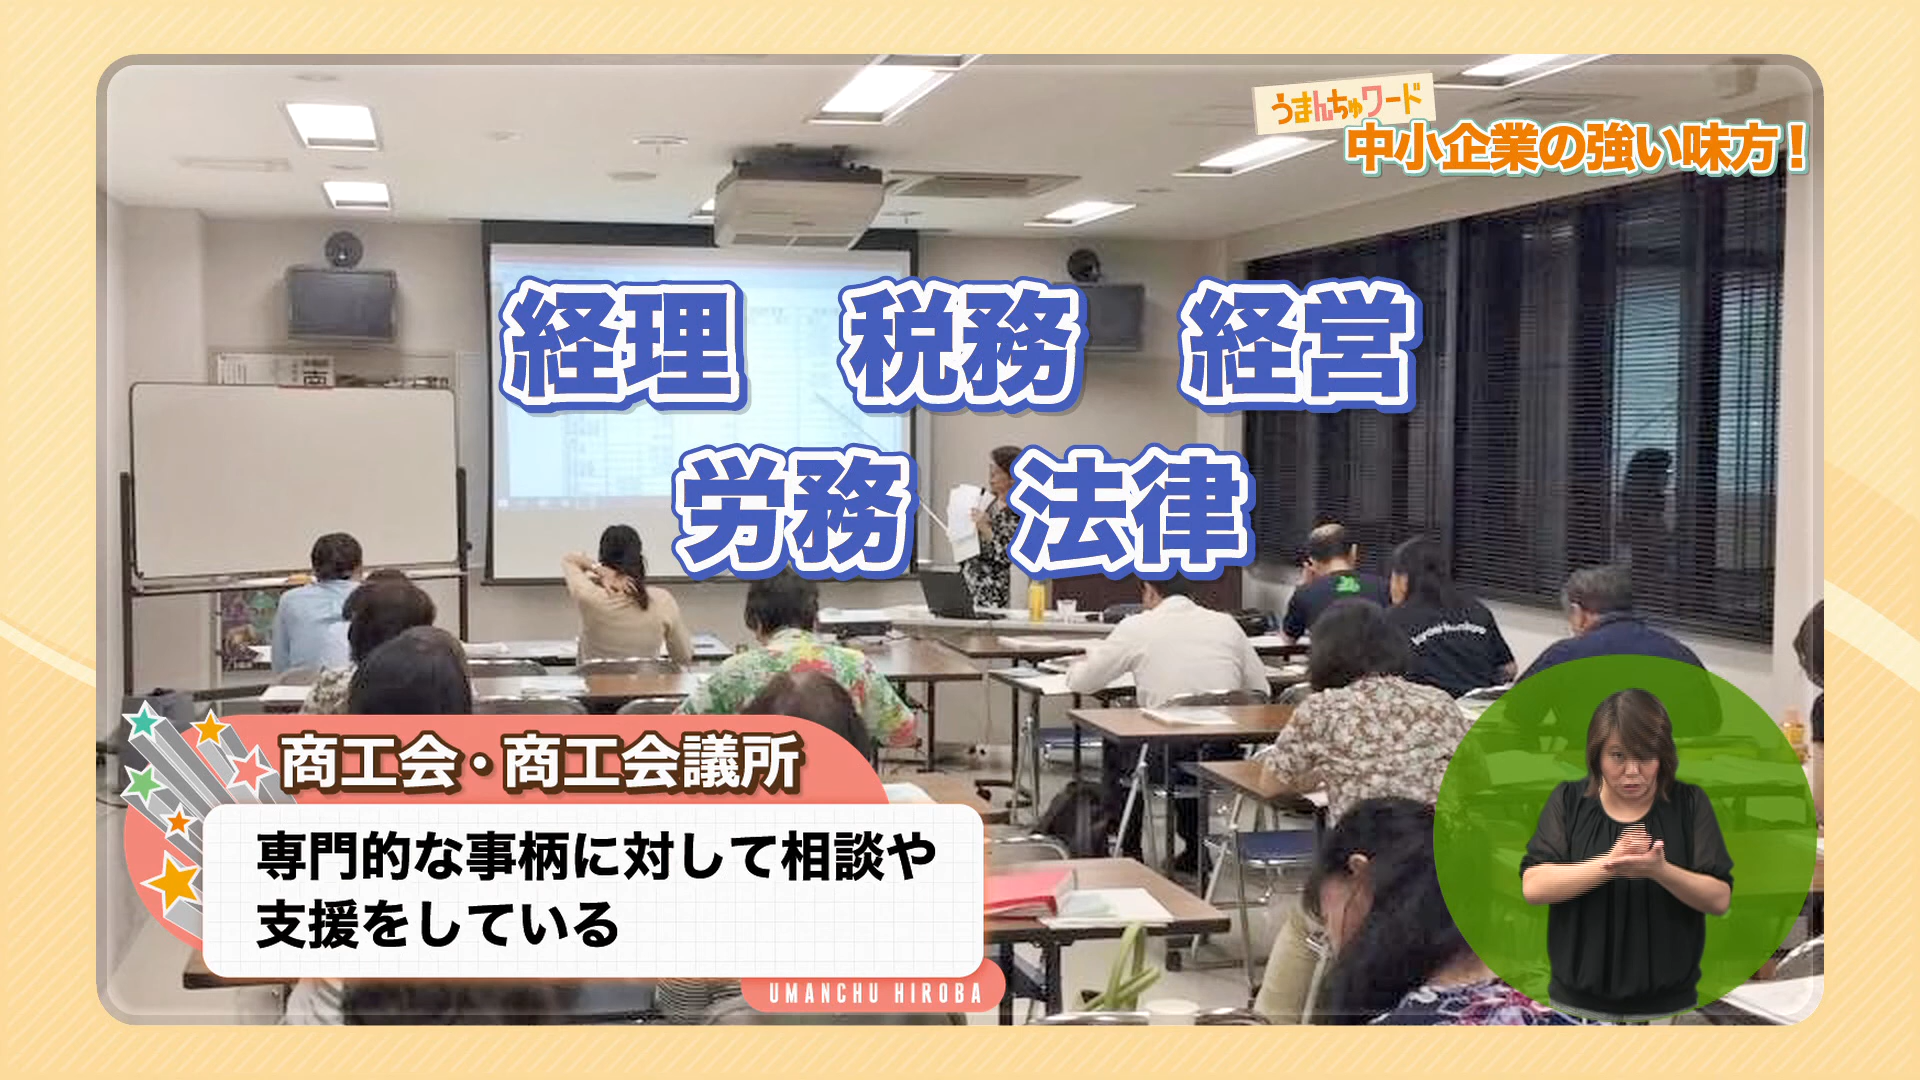 うまんちゅワード
中小企業の強い味方！
経理 税務 経営
労務 法律
商工会・商工会議所
専門的な事柄に対して相談や
支援をしている
UMANCHU HIROBA